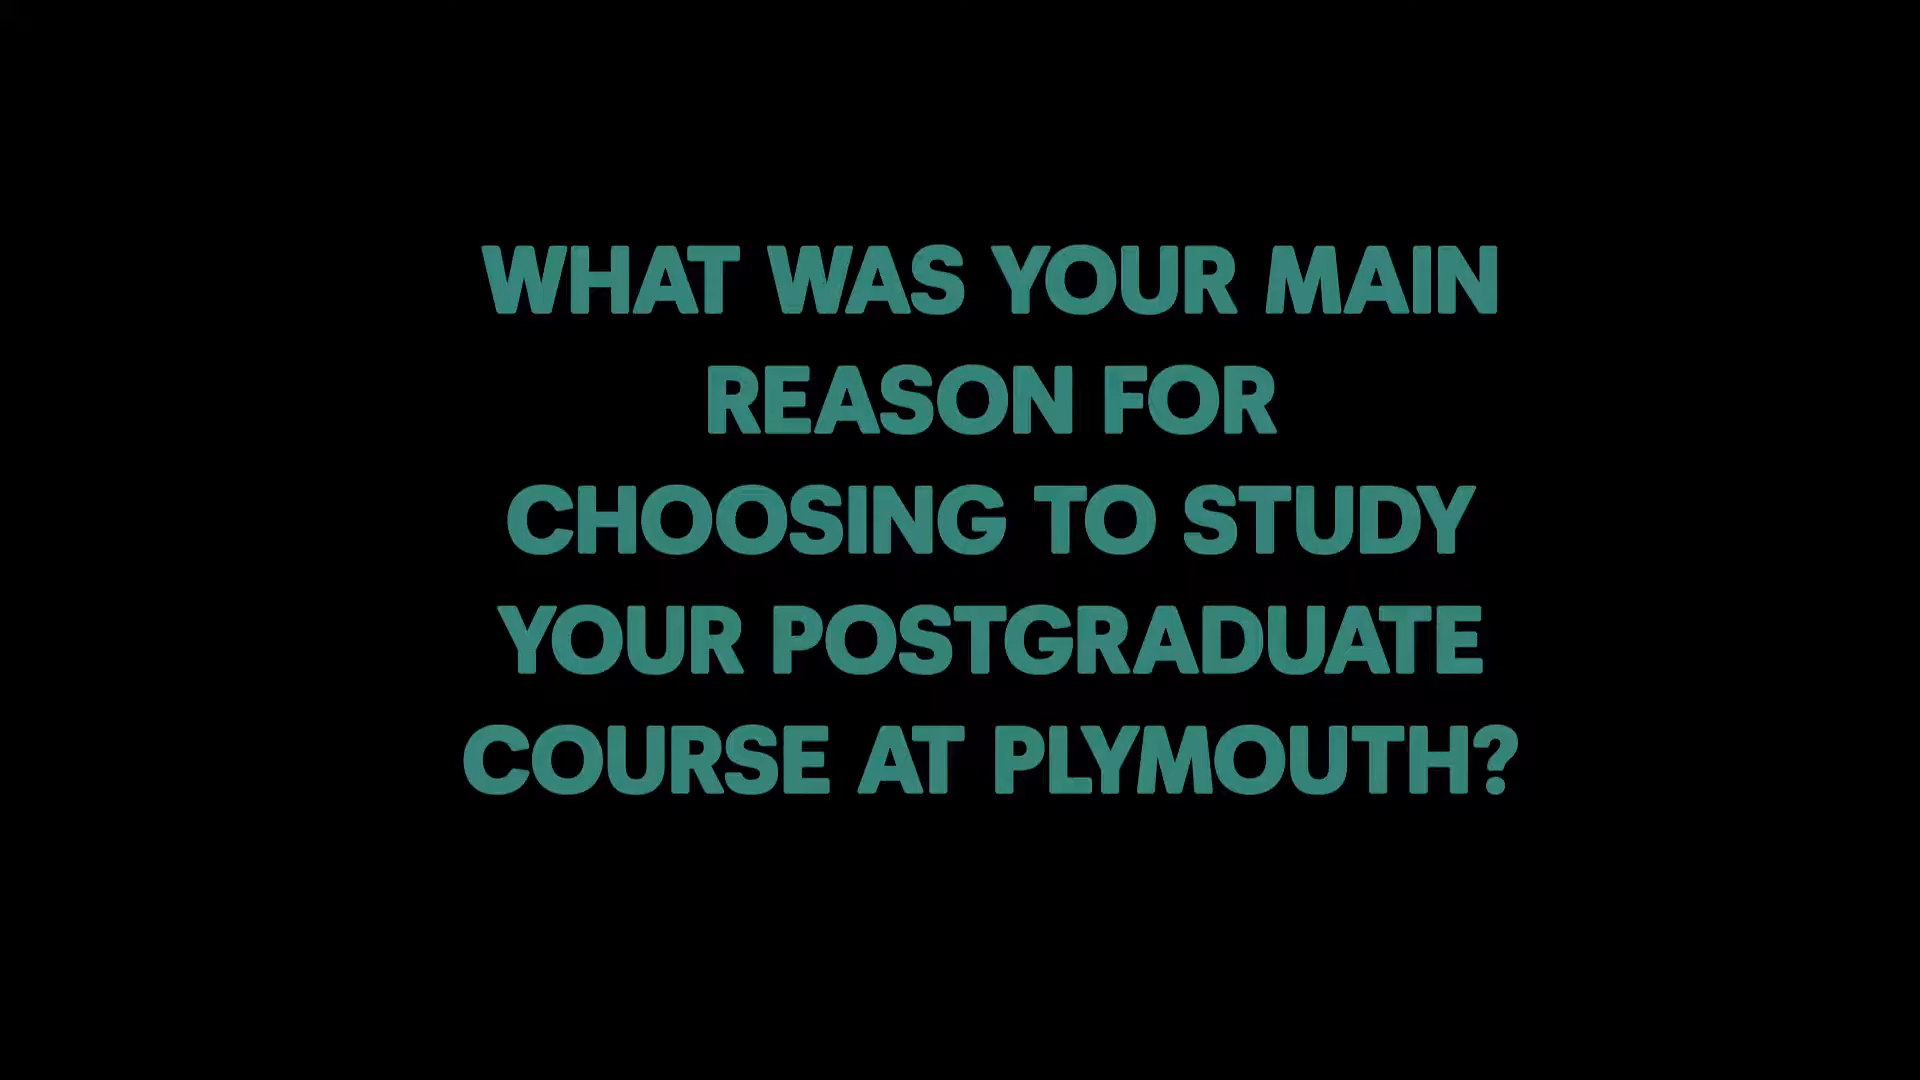 WHAT WAS YOUR MAIN
REASON FOR
CHOOSING TO STUDY
YOUR POSTGRADUATE
COURSE AT PLYMOUTH?